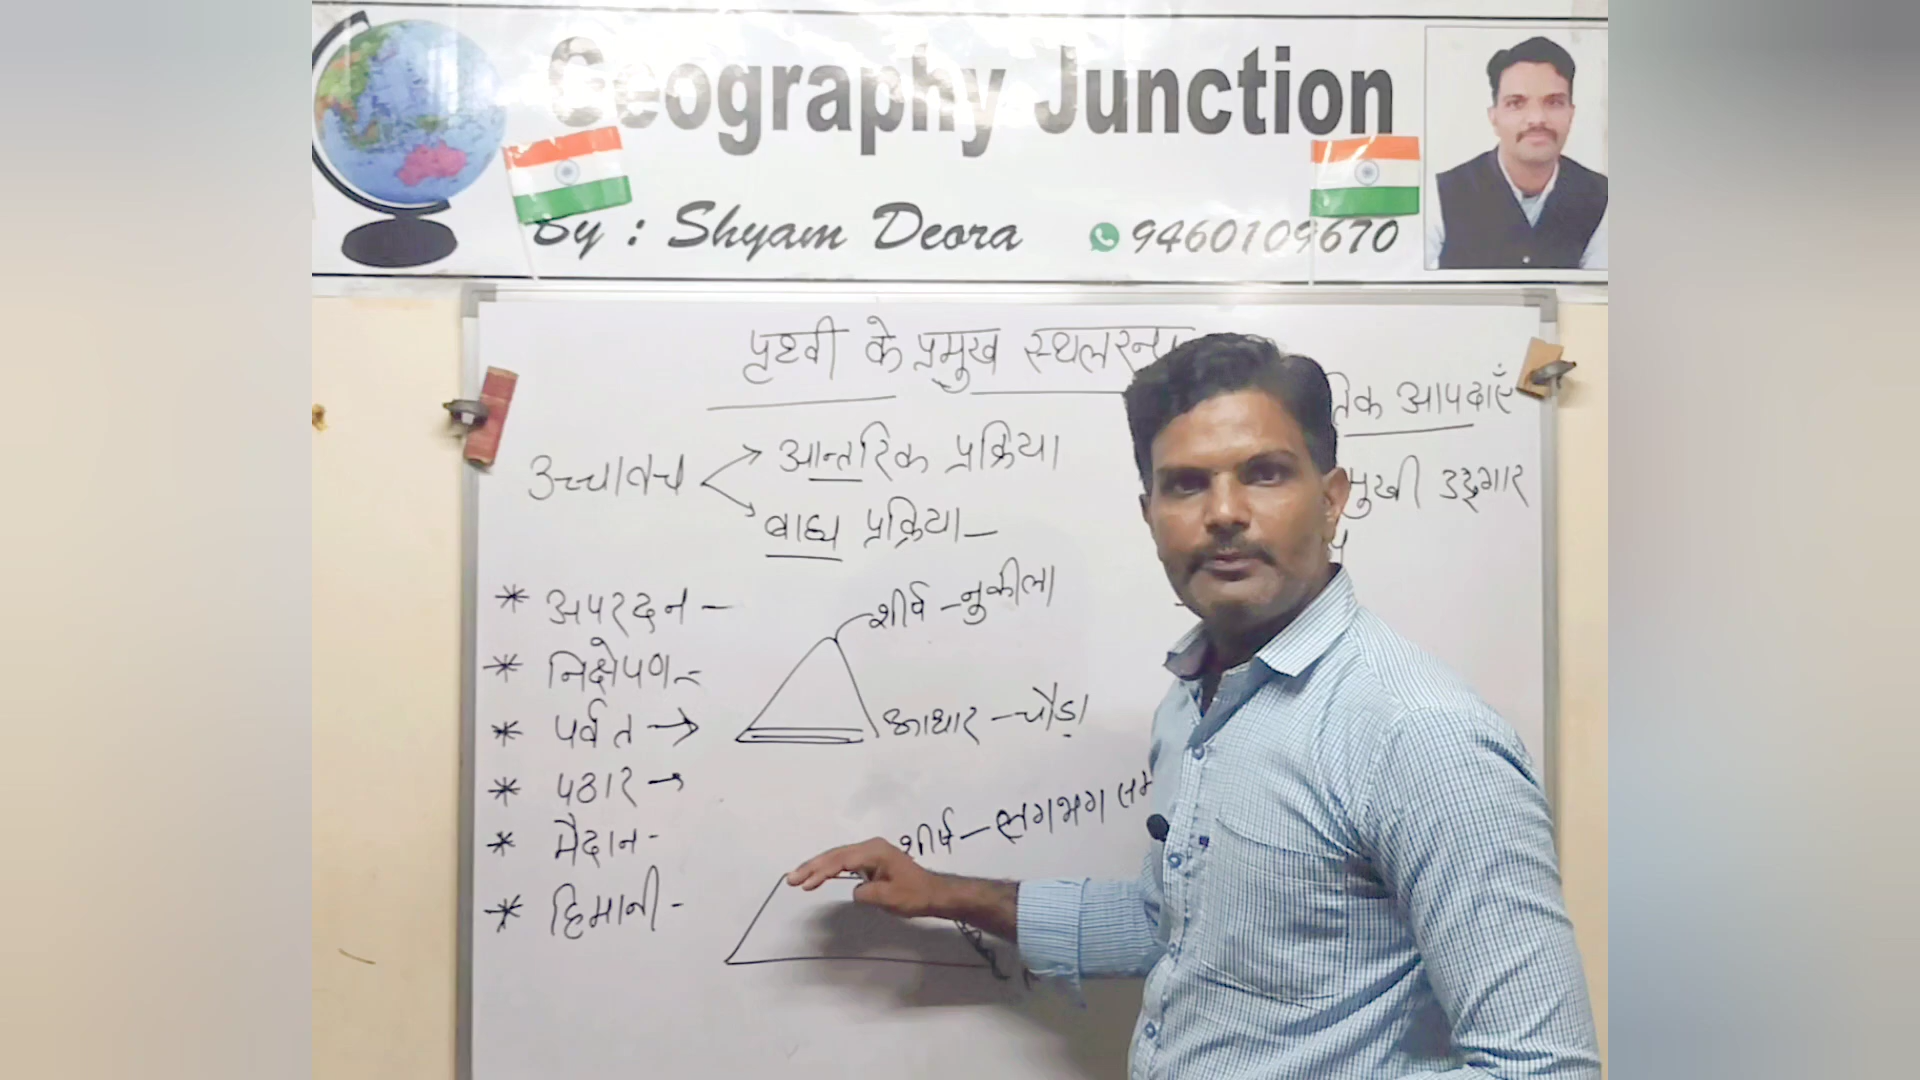 Geography Junction
By : Shyam Deora 9460109670
पृथ्वी के प्रमुख
उच्चावच आन्तरिक प्रक्रिया
बाह्य प्रक्रिया–
आपदाएँ
उद्गार
* अपरदन –
* निक्षेपण –
* पर्वत →
* पठार →
* मैदान -
* हिमानी -
शीर्ष – नुकीला
आधार – चौड़ा
शीर्ष – लगभग